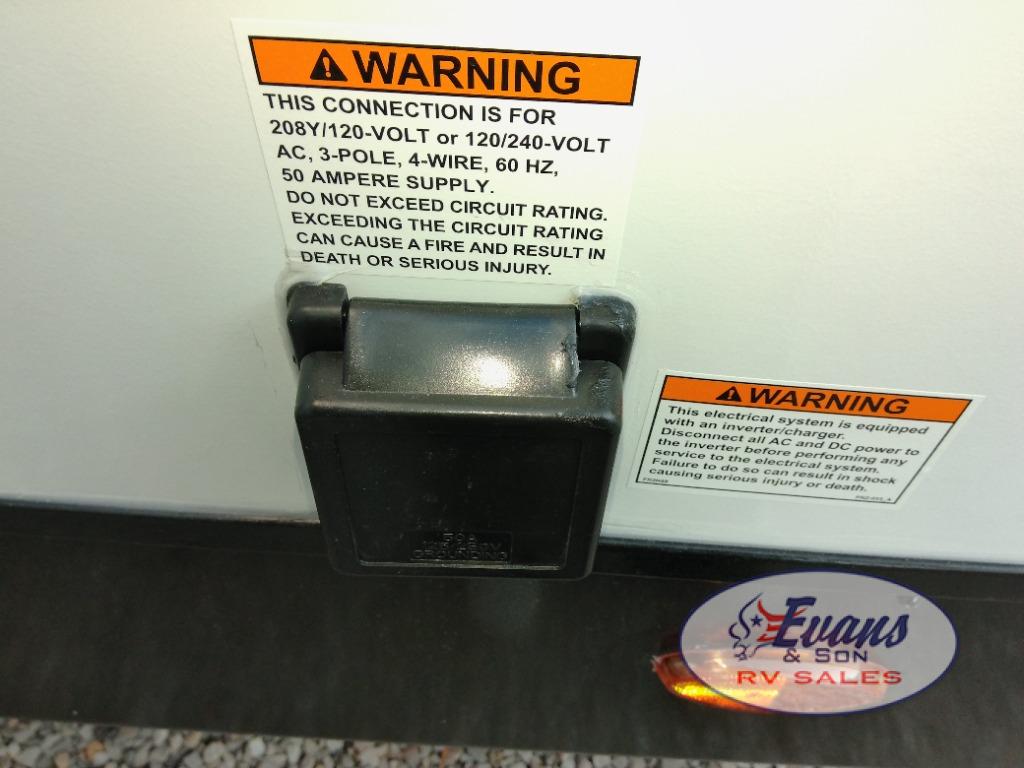 WARNING
THIS CONNECTION IS FOR
208Y/120-VOLT or 120/240-VOLT
AC, 3-POLE, 4-WIRE, 60 HZ,
50 AMPERE SUPPLY.
DO NOT EXCEED CIRCUIT RATING.
EXCEEDING THE CIRCUIT RATING
CAN CAUSE A FIRE AND RESULT IN
DEATH OR SERIOUS INJURY.
WARNING
This electrical system is equipped
with an inverter/charger.
Disconnect all AC and DC power to
the inverter before performing any
service to the electrical system.
Failure to do so can result in shock
causing serious injury or death.
50A
Evans
& SON
RV SALES